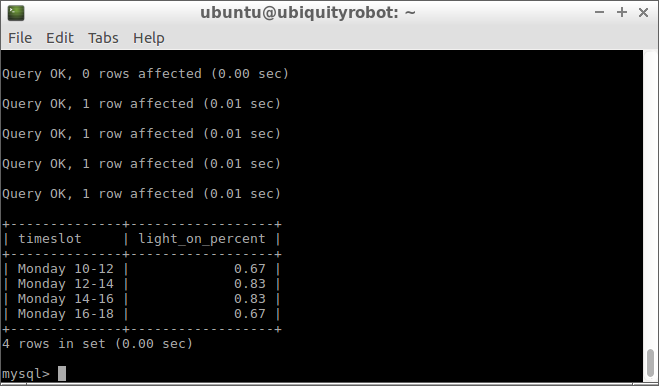 ubuntu@ubiquityrobot: ~
File Edit Tabs Help
Query OK, 0 rows affected (0.00 sec)
Query OK, 1 row affected (0.01 sec)
Query OK, 1 row affected (0.01 sec)
Query OK, 1 row affected (0.01 sec)
Query OK, 1 row affected (0.01 sec)
+--------------+------------------+
| timeslot     | light_on_percent |
+--------------+------------------+
| Monday 10-12 |             0.67 |
| Monday 12-14 |             0.83 |
| Monday 14-16 |             0.83 |
| Monday 16-18 |             0.67 |
+--------------+------------------+
4 rows in set (0.00 sec)
mysql>